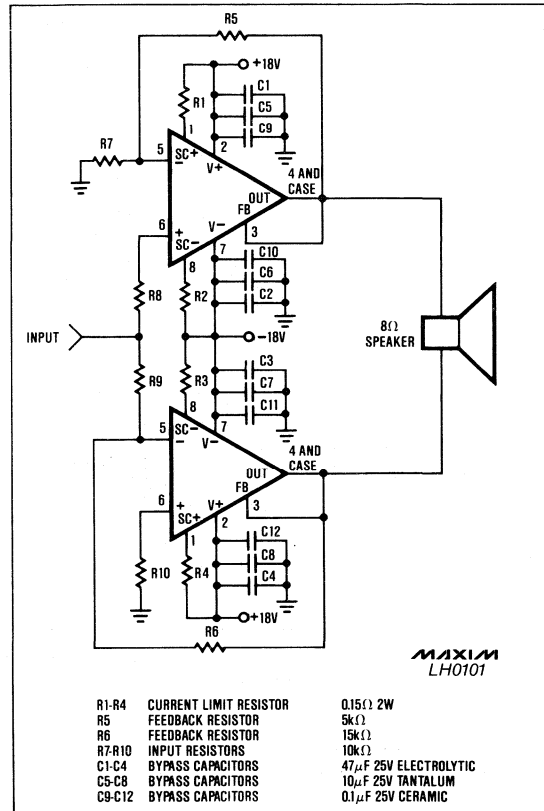 R5
+18V
R1
C1
C5
C9
R7
1
2
5
SC+
−
V+
4 AND
CASE
OUT
FB
3
6
+
SC−
V−
7
8
C10
C6
C2
R8
R2
INPUT
−18V
8Ω
SPEAKER
R9
R3
C3
C7
C11
8
7
5
SC−
−
V−
4 AND
CASE
OUT
FB
3
6
+
SC+
V+
2
1
C12
C8
C4
R10
R4
+18V
R6
MAXIM
LH0101
R1-R4 CURRENT LIMIT RESISTOR 0.15Ω 2W
R5 FEEDBACK RESISTOR 5kΩ
R6 FEEDBACK RESISTOR 15kΩ
R7-R10 INPUT RESISTORS 10kΩ
C1-C4 BYPASS CAPACITORS 47µF 25V ELECTROLYTIC
C5-C8 BYPASS CAPACITORS 10µF 25V TANTALUM
C9-C12 BYPASS CAPACITORS 0.1µF 25V CERAMIC